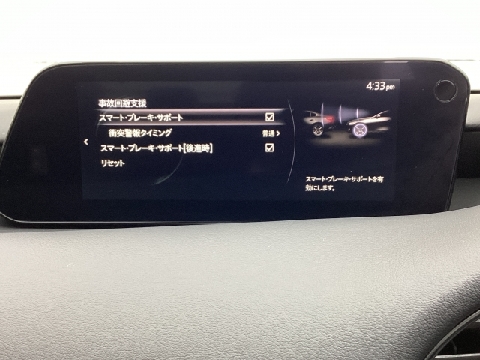 4:33 pm
事故回避支援
スマート・ブレーキ・サポート
衝突警報タイミング 普通
スマート・ブレーキ・サポート[後進時]
リセット
スマート・ブレーキ・サポートを有
効にします。